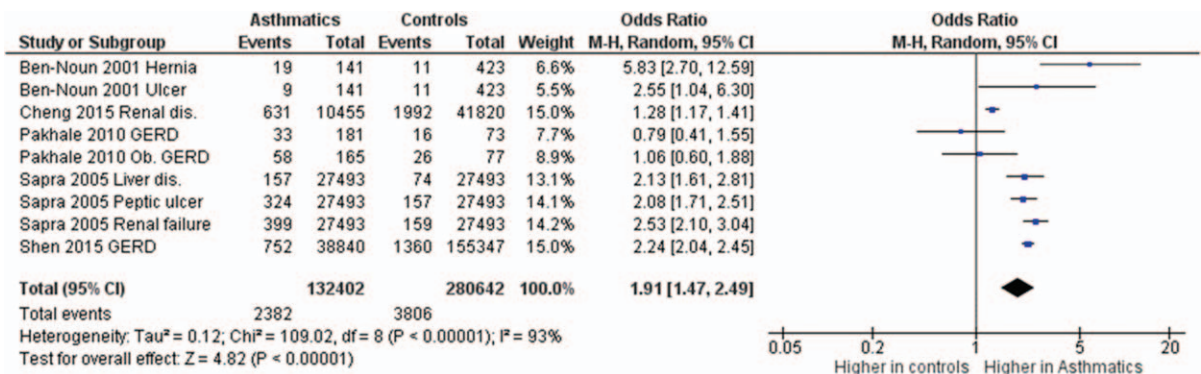 Asthmatics Controls Odds Ratio Odds Ratio
Study or Subgroup Events Total Events Total Weight M-H, Random, 95% CI M-H, Random, 95% CI
Ben-Noun 2001 Hernia 19 141 11 423 6.6% 5.83 [2.70, 12.59]
Ben-Noun 2001 Ulcer 9 141 11 423 5.5% 2.55 [1.04, 6.30]
Cheng 2015 Renal dis. 631 10455 1992 41820 15.0% 1.28 [1.17, 1.41]
Pakhale 2010 GERD 33 181 16 73 7.7% 0.79 [0.41, 1.55]
Pakhale 2010 Ob. GERD 58 165 26 77 8.9% 1.06 [0.60, 1.88]
Sapra 2005 Liver dis. 157 27493 74 27493 13.1% 2.13 [1.61, 2.81]
Sapra 2005 Peptic ulcer 324 27493 157 27493 14.1% 2.08 [1.71, 2.51]
Sapra 2005 Renal failure 399 27493 159 27493 14.2% 2.53 [2.10, 3.04]
Shen 2015 GERD 752 38840 1360 155347 15.0% 2.24 [2.04, 2.45]
Total (95% CI) 132402 280642 100.0% 1.91 [1.47, 2.49]
Total events 2382 3806
Heterogeneity: Tau² = 0.12; Chi² = 109.02, df = 8 (P < 0.00001); I² = 93%
Test for overall effect: Z = 4.82 (P < 0.00001)
0.05 0.2 1 5 20
Higher in controls Higher in Asthmatics